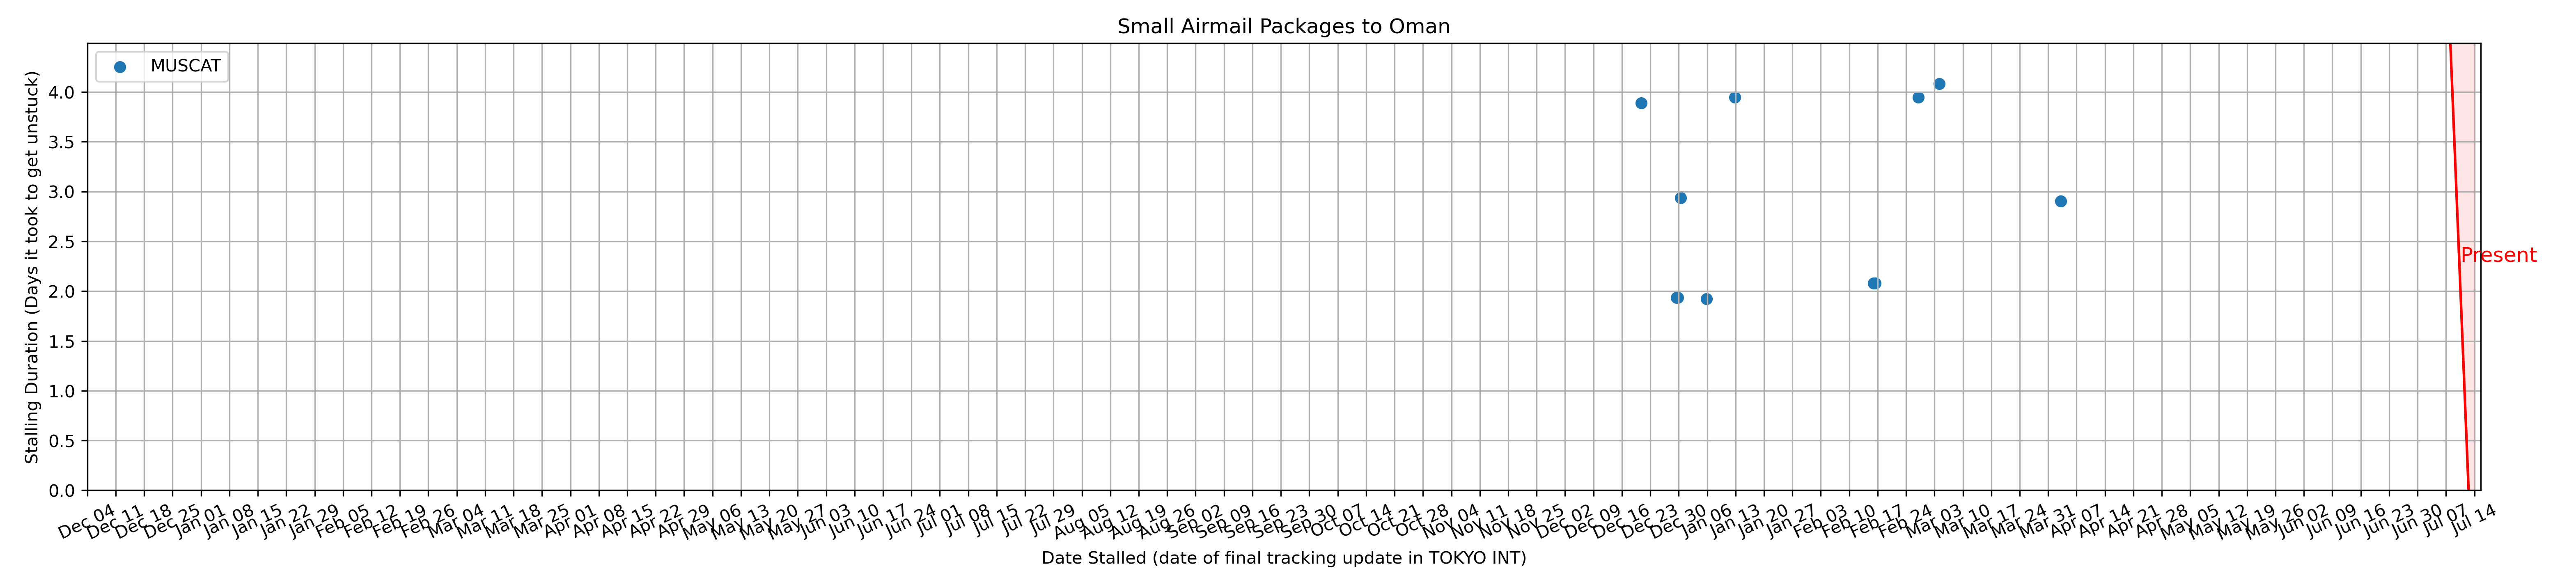 Small Airmail Packages to Oman
MUSCAT
Stalling Duration (Days it took to get unstuck)
4.0
3.5
3.0
2.5
2.0
1.5
1.0
0.5
0.0
Present
Dec 04
Dec 11
Dec 18
Dec 25
Jan 01
Jan 08
Jan 15
Jan 22
Jan 29
Feb 05
Feb 12
Feb 19
Feb 26
Mar 04
Mar 11
Mar 18
Mar 25
Apr 01
Apr 08
Apr 15
Apr 22
Apr 29
May 06
May 13
May 20
May 27
Jun 03
Jun 10
Jun 17
Jun 24
Jul 01
Jul 08
Jul 15
Jul 22
Jul 29
Aug 05
Aug 12
Aug 19
Aug 26
Sep 02
Sep 09
Sep 16
Sep 23
Sep 30
Oct 07
Oct 14
Oct 21
Oct 28
Nov 04
Nov 11
Nov 18
Nov 25
Dec 02
Dec 09
Dec 16
Dec 23
Dec 30
Jan 06
Jan 13
Jan 20
Jan 27
Feb 03
Feb 10
Feb 17
Feb 24
Mar 03
Mar 10
Mar 17
Mar 24
Mar 31
Apr 07
Apr 14
Apr 21
Apr 28
May 05
May 12
May 19
May 26
Jun 02
Jun 09
Jun 16
Jun 23
Jun 30
Jul 07
Jul 14
Date Stalled (date of final tracking update in TOKYO INT)